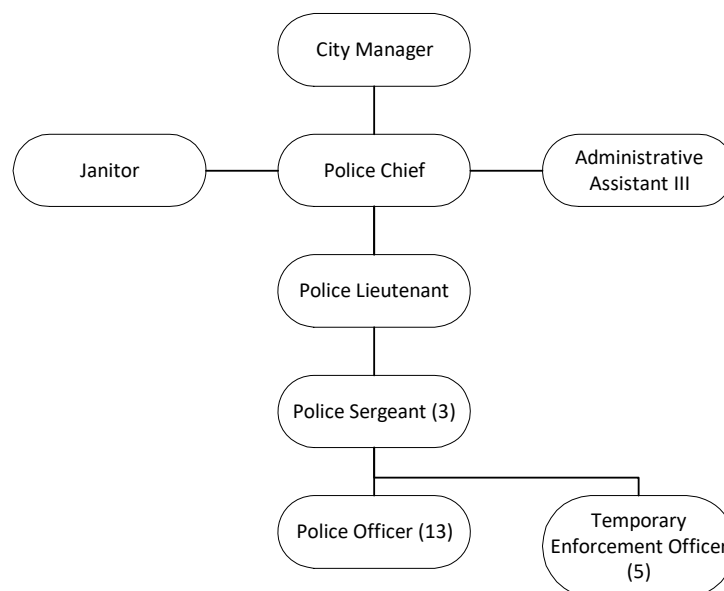 City Manager
Janitor
Police Chief
Administrative
Assistant III
Police Lieutenant
Police Sergeant (3)
Police Officer (13)
Temporary
Enforcement Officer
(5)